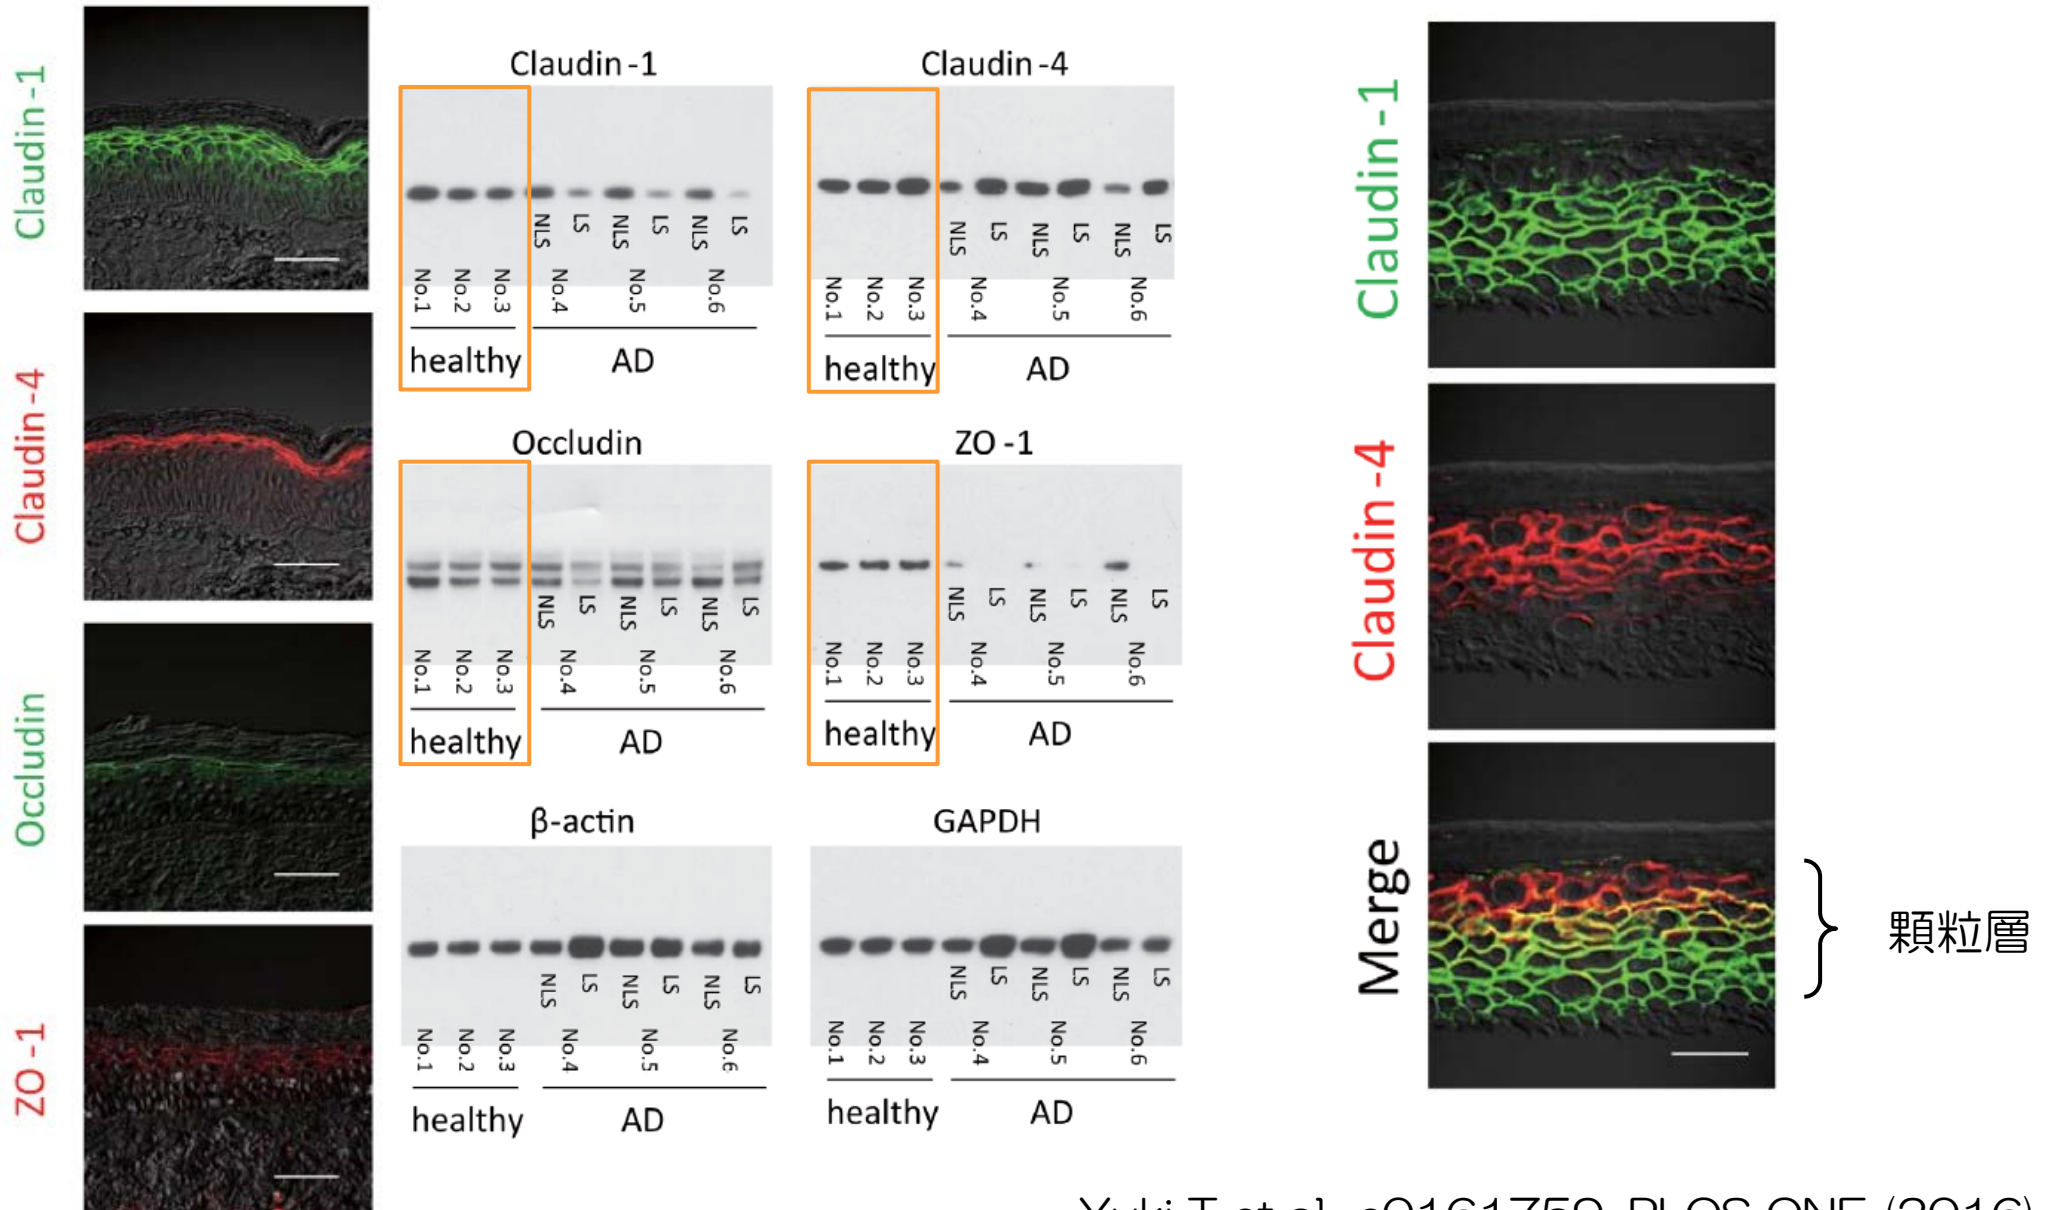 Claudin-1
Claudin-4
Occludin
ZO-1
Claudin-1
NLS LS NLS LS NLS LS
No.1 No.2 No.3 No.4 No.5 No.6
healthy AD
Claudin-4
NLS LS NLS LS NLS LS
No.1 No.2 No.3 No.4 No.5 No.6
healthy AD
Occludin
NLS LS NLS LS NLS LS
No.1 No.2 No.3 No.4 No.5 No.6
healthy AD
ZO-1
NLS LS NLS LS NLS LS
No.1 No.2 No.3 No.4 No.5 No.6
healthy AD
β-actin
NLS LS NLS LS NLS LS
No.1 No.2 No.3 No.4 No.5 No.6
healthy AD
GAPDH
NLS LS NLS LS NLS LS
No.1 No.2 No.3 No.4 No.5 No.6
healthy AD
Claudin-1
Claudin-4
Merge
顆粒層
Yuki T et al, e0161759, PLOS ONE (2016)